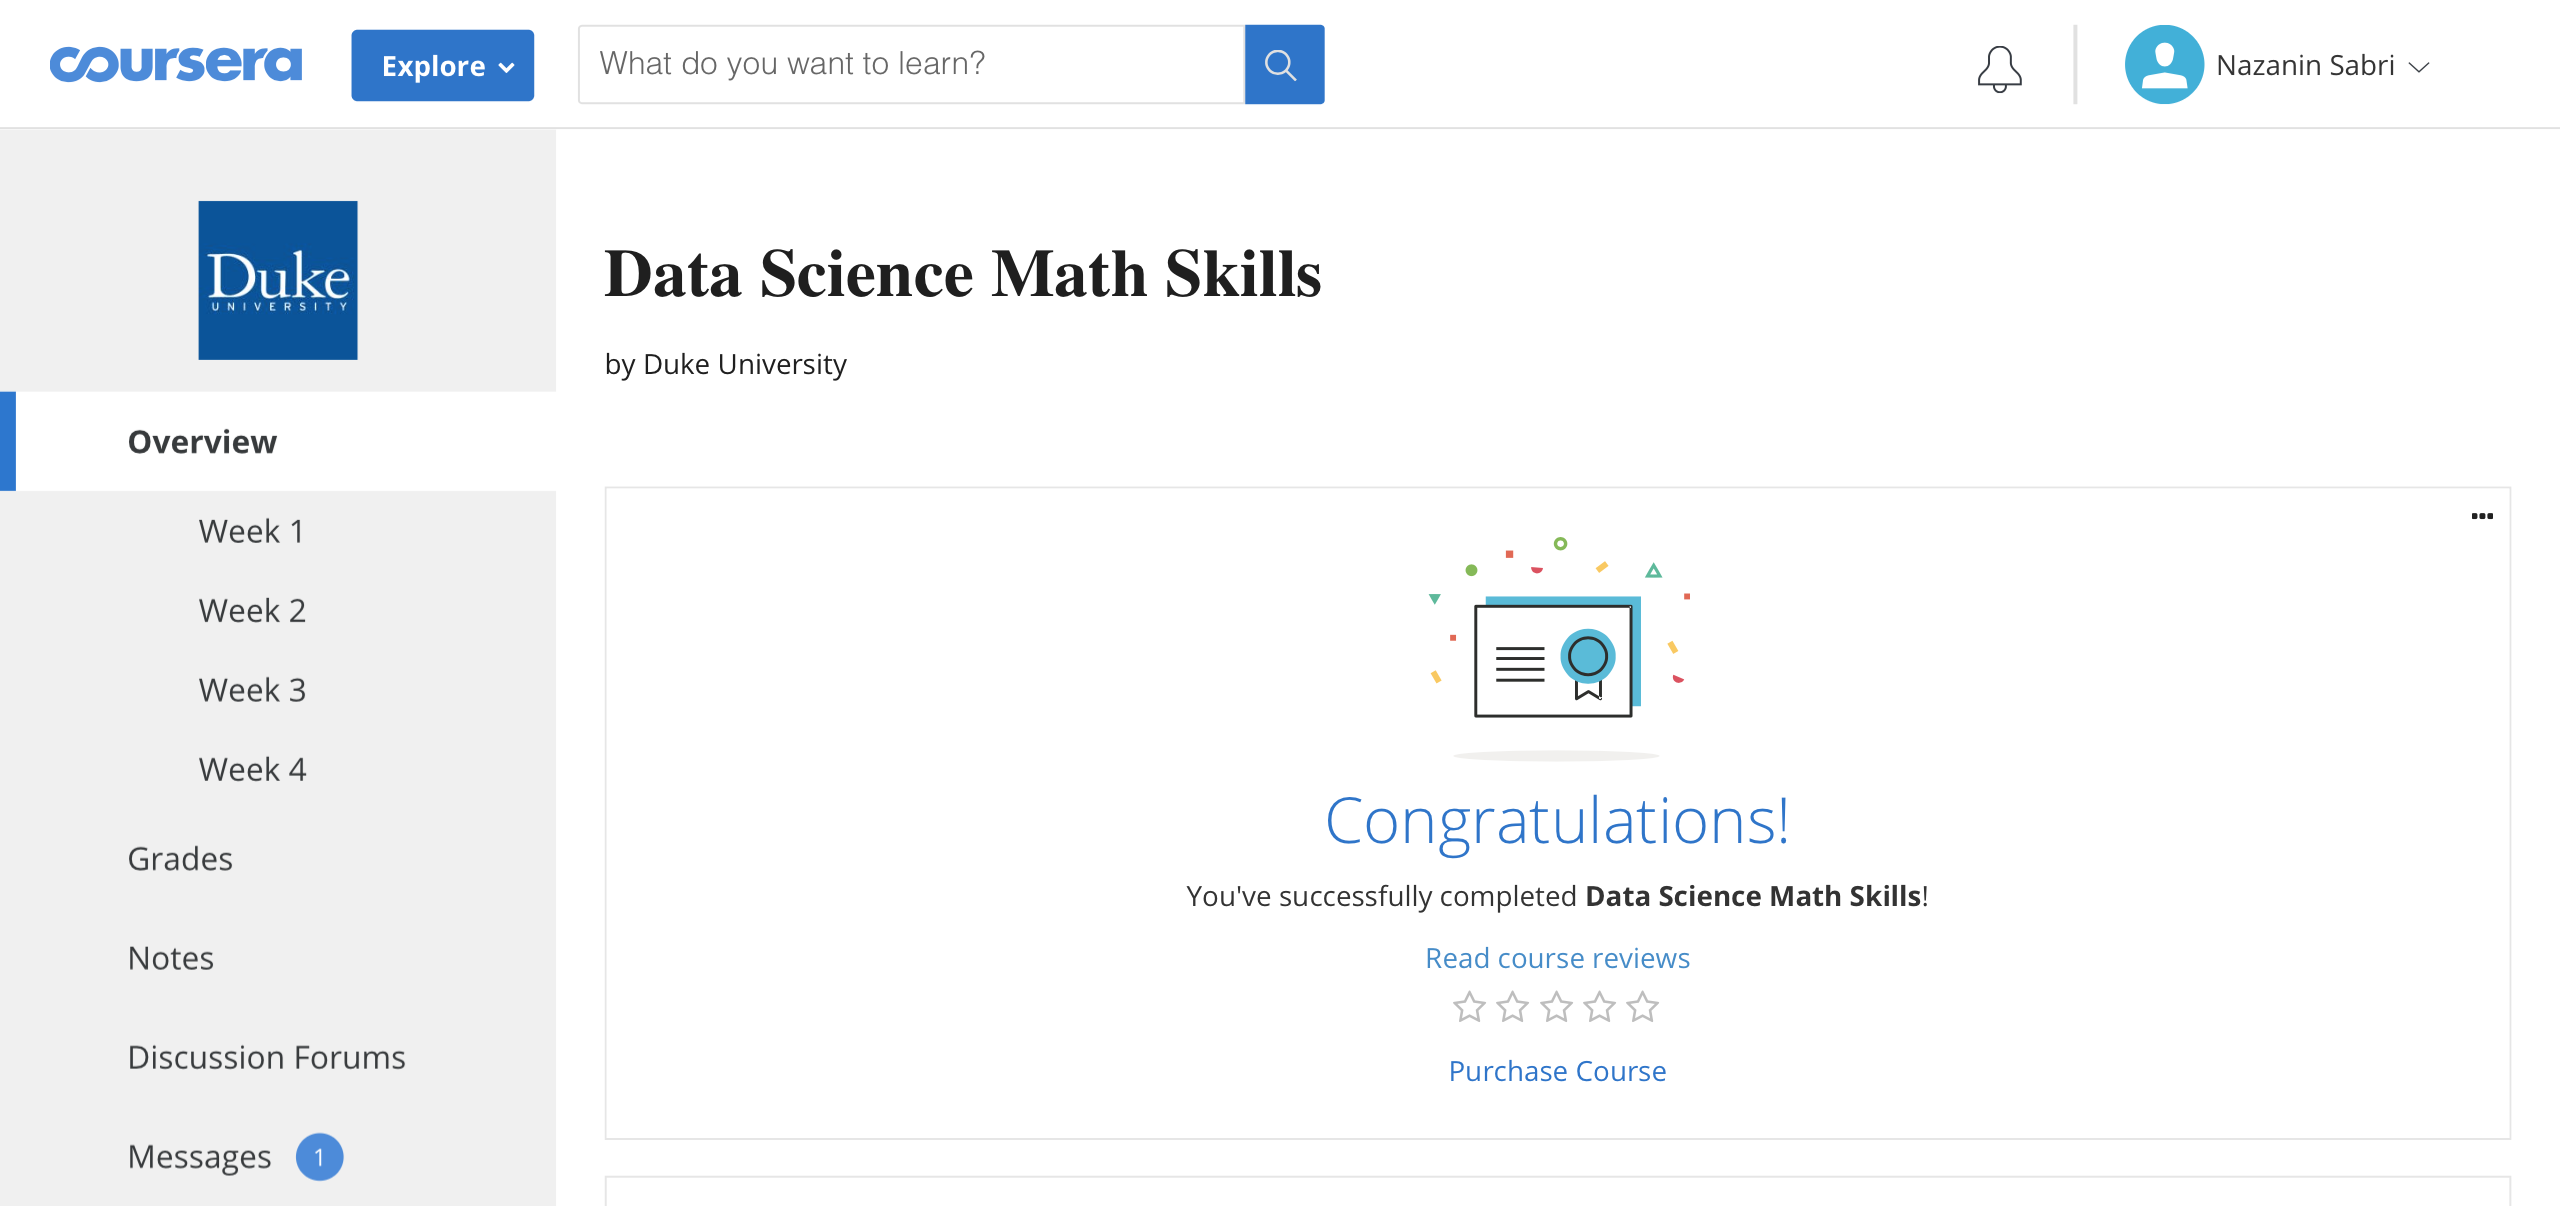 coursera
Explore
What do you want to learn?
Nazanin Sabri
Duke
UNIVERSITY
Overview
Week 1
Week 2
Week 3
Week 4
Grades
Notes
Discussion Forums
Messages 1
Data Science Math Skills
by Duke University
Congratulations!
You've successfully completed Data Science Math Skills!
Read course reviews
Purchase Course